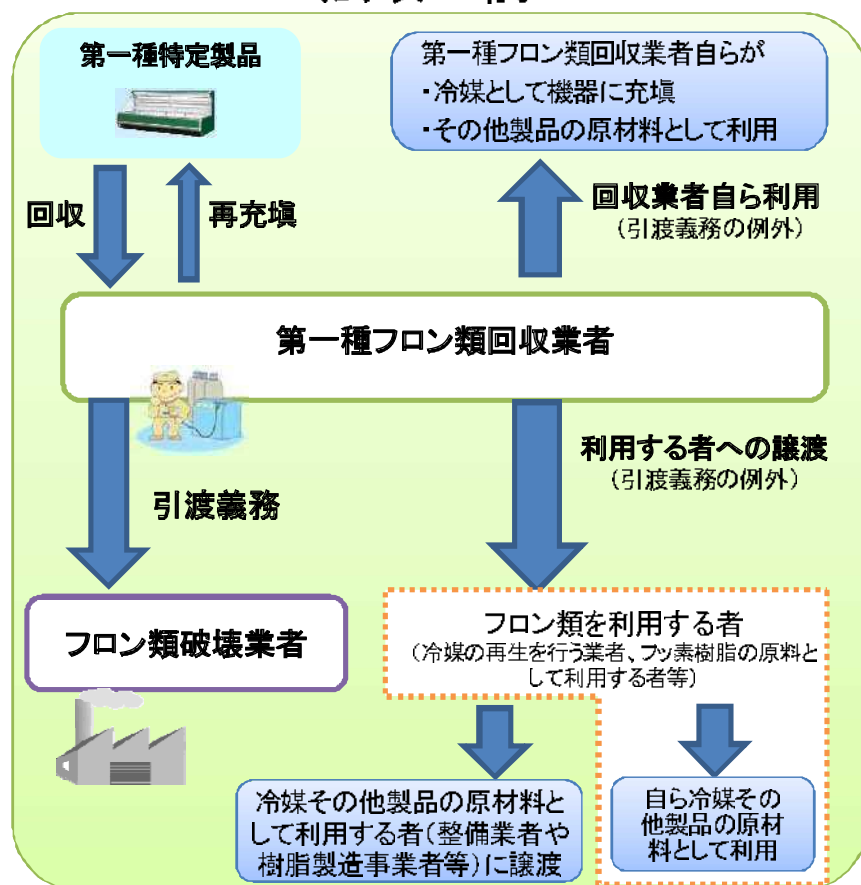 第一種特定製品
第一種フロン類回収業者自らが
・冷媒として機器に充塡
・その他製品の原材料として利用
回収
再充塡
回収業者自ら利用
(引渡義務の例外)
第一種フロン類回収業者
引渡義務
利用する者への譲渡
(引渡義務の例外)
フロン類破壊業者
フロン類を利用する者
(冷媒の再生を行う業者、フッ素樹脂の原料と
して利用する者等)
冷媒その他製品の原材料と
して利用する者(整備業者や
樹脂製造事業者等)に譲渡
自ら冷媒その
他製品の原材
料として利用